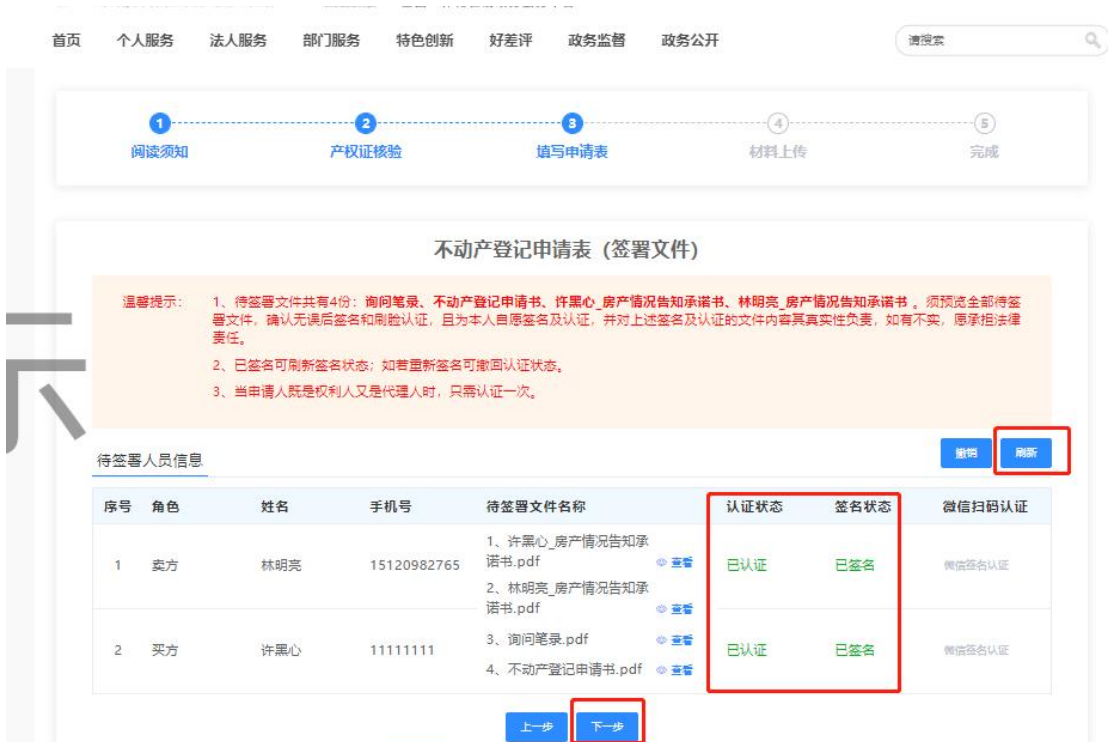 首页 个人服务 法人服务 部门服务 特色创新 好差评 政务监督 政务公开 请搜索
1 2 3 4 5
阅读须知 产权证核验 填写申请表 材料上传 完成
不动产登记申请表（签署文件）
温馨提示： 1、待签署文件共有4份：询问笔录、不动产登记申请书、许黑心_房产情况告知承诺书、林明亮_房产情况告知承诺书 。须预览全部待签
署文件，确认无误后签名和刷脸认证，且为本人自愿签名及认证，并对上述签名及认证的文件内容其真实性负责，如有不实，愿承担法律
责任。
2、已签名可刷新签名状态；如若重新签名可撤回认证状态。
3、当申请人既是权利人又是代理人时，只需认证一次。
示
待签署人员信息 撤销 刷新
序号 角色 姓名 手机号 待签署文件名称 认证状态 签名状态 微信扫码认证
1 卖方 林明亮 15120982765 已认证 已签名 微信签名认证
1、许黑心_房产情况告知承
诺书.pdf 查看
2、林明亮_房产情况告知承
诺书.pdf 查看
3、询问笔录.pdf 查看
4、不动产登记申请书.pdf 查看
2 买方 许黑心 11111111 已认证 已签名 微信签名认证
上一步 下一步